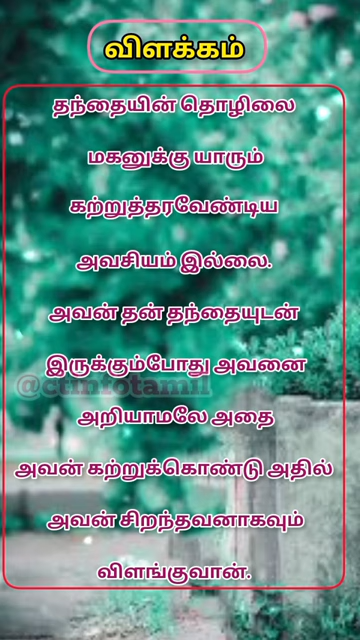 விளக்கம்
தந்தையின் தொழிலை
மகனுக்கு யாரும்
கற்றுத்தரவேண்டிய
அவசியம் இல்லை.
அவன் தன் தந்தையுடன்
இருக்கும்போது அவனை
@ctinfotamil
அறியாமலே அதை
அவன் கற்றுக்கொண்டு அதில்
அவன் சிறந்தவனாகவும்
விளங்குவான்.